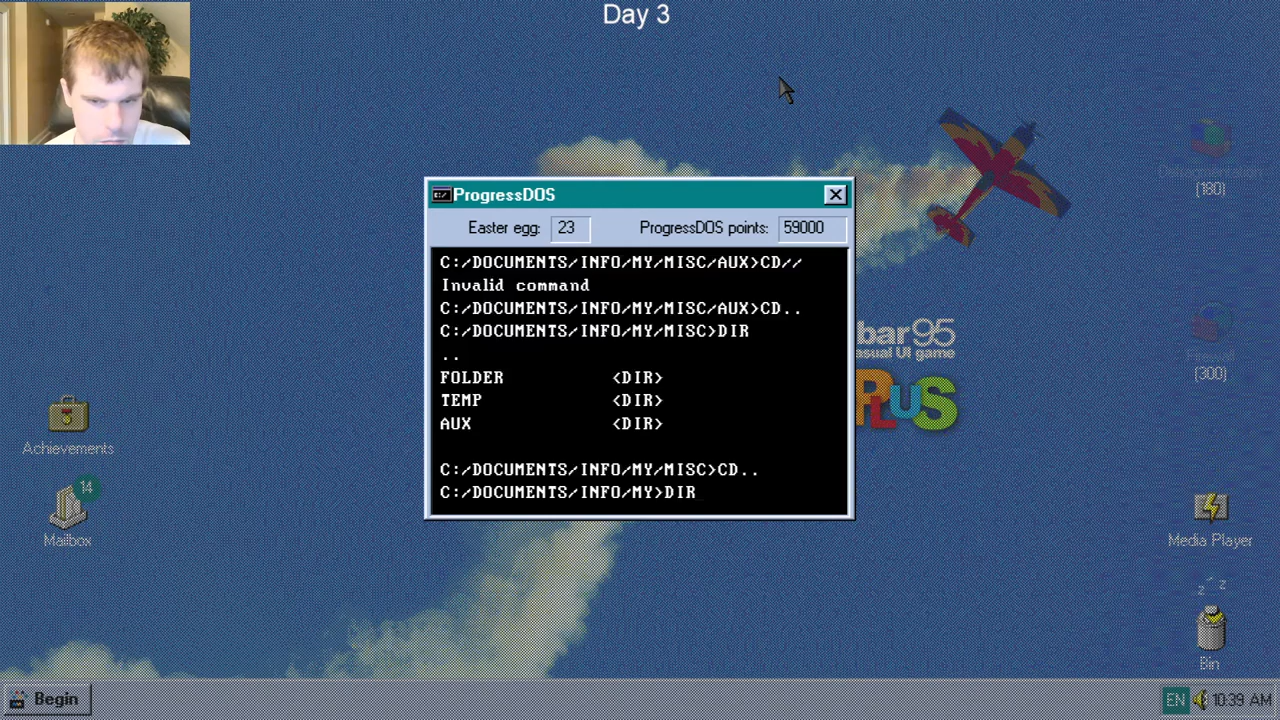 Day 3
ProgressDOS
Easter egg: 23 ProgressDOS points: 59000
C:/DOCUMENTS/INFO/MY/MISC/AUX>CD//
Invalid command
C:/DOCUMENTS/INFO/MY/MISC/AUX>CD..
C:/DOCUMENTS/INFO/MY/MISC>DIR
..
FOLDER <DIR>
TEMP <DIR>
AUX <DIR>
C:/DOCUMENTS/INFO/MY/MISC>CD..
C:/DOCUMENTS/INFO/MY>DIR
(180)
bar95
asual UI game
PLUS
Firewall
(300)
Achievements
14
Mailbox
Media Player
z z
Bin
Begin
EN 10:39 AM